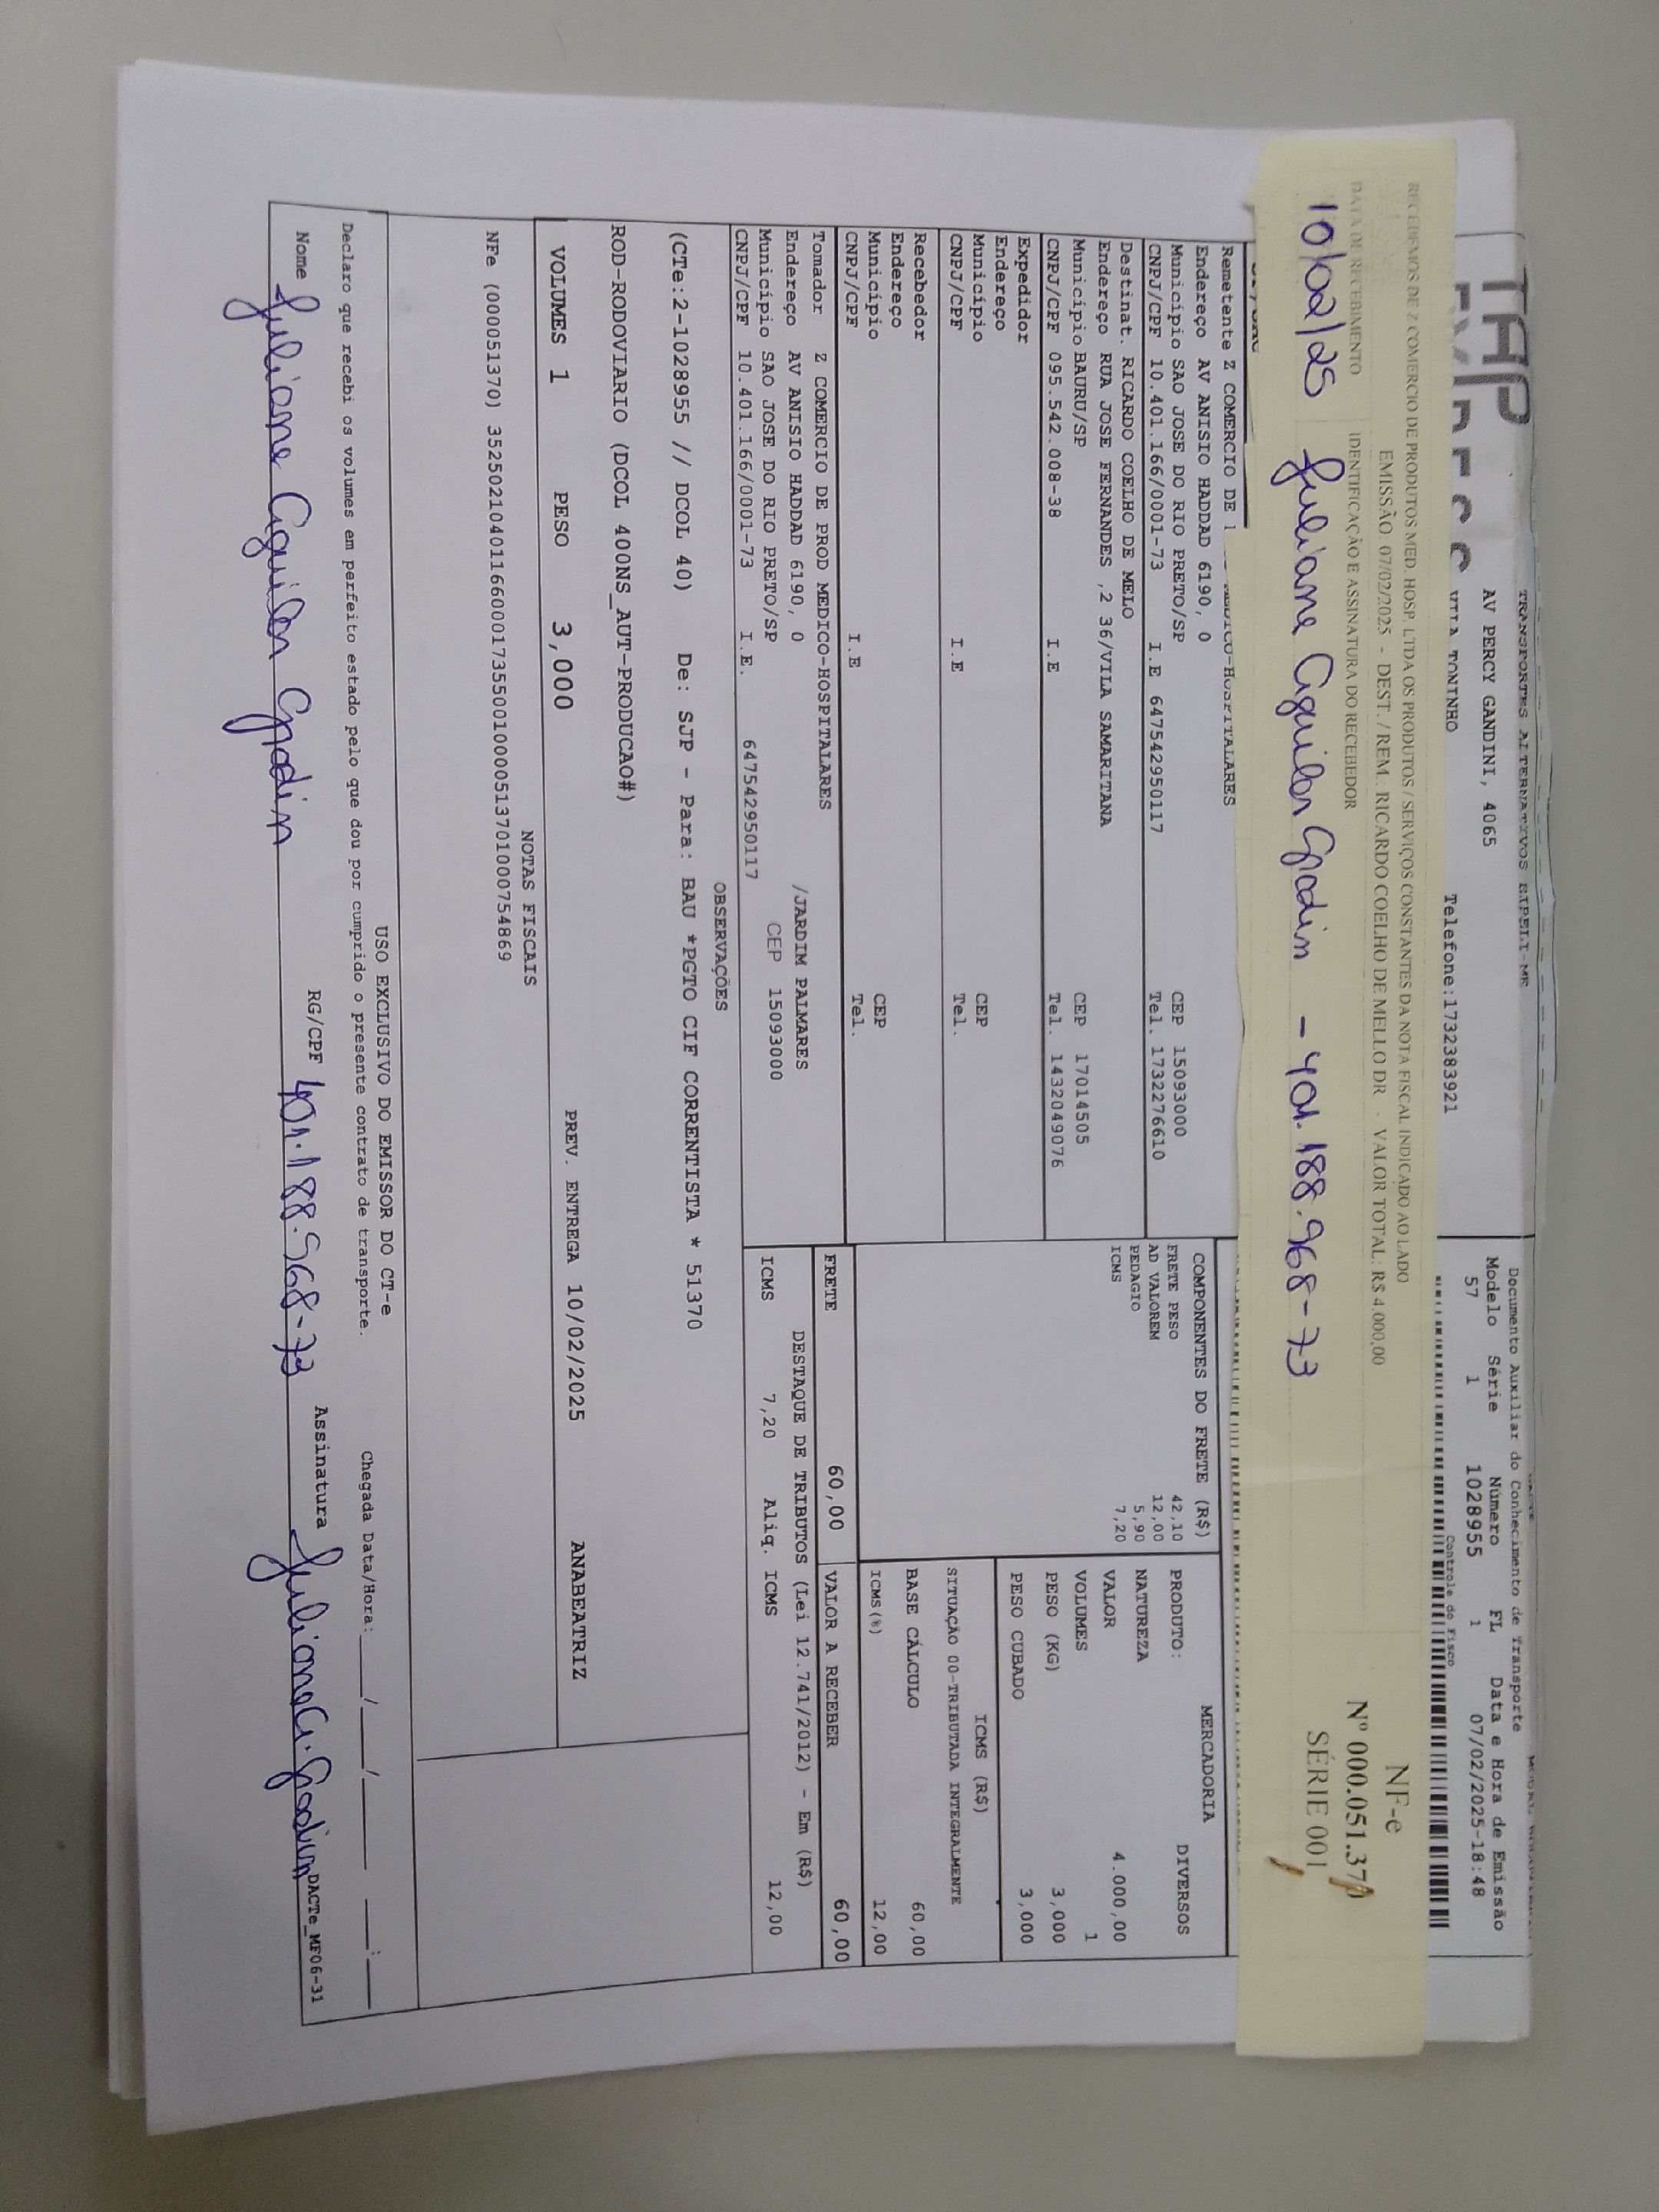 TRANSPORTES ALTERNATIVOS EIRELI-ME
AV PERCY GANDINI, 4065
VILA TONINHO
Telefone:1732383921
Documento Auxiliar do Conhecimento de Transporte
Modelo Série Número FL Data e Hora de Emissão
57 1 1028955 1 07/02/2025-18:48
Controle do Fisco
RECEBEMOS DE Z COMERCIO DE PRODUTOS MED. HOSP. LTDA OS PRODUTOS / SERVIÇOS CONSTANTES DA NOTA FISCAL INDICADO AO LADO
EMISSÃO: 07/02/2025 - DEST. / REM.: RICARDO COELHO DE MELLO DR - VALOR TOTAL: R$ 4.000,00
DATA DE RECEBIMENTO
IDENTIFICAÇÃO E ASSINATURA DO RECEBEDOR
10/02/25 Juliane Aguilar Godin - 401.188.968-73
NF-e
Nº 000.051.370
SÉRIE 001
Remetente Z COMERCIO DE MEDICO-HOSPITALARES
Endereço AV ANISIO HADDAD 6190, 0
Município SAO JOSE DO RIO PRETO/SP CEP 15093000
CNPJ/CPF 10.401.166/0001-73 I.E 647542950117 Tel. 1732276610
Destinat. RICARDO COELHO DE MELO
Endereço RUA JOSE FERNANDES ,2 36/VILA SAMARITANA
Município BAURU/SP CEP 17014505
CNPJ/CPF 095.542.008-38 I.E Tel. 1432049076
Expedidor
Endereço
Município CEP
CNPJ/CPF I.E Tel.
Recebedor
Endereço
Município CEP
CNPJ/CPF I.E Tel.
Tomador Z COMERCIO DE PROD MEDICO-HOSPITALARES
Endereço AV ANISIO HADDAD 6190, 0 /JARDIM PALMARES
Município SAO JOSE DO RIO PRETO/SP CEP 15093000
CNPJ/CPF 10.401.166/0001-73 I.E. 647542950117
COMPONENTES DO FRETE (R$)
FRETE PESO 42,10
AD VALOREM 12,00
PEDAGIO 5,90
ICMS 7,20
MERCADORIA
PRODUTO: DIVERSOS
NATUREZA
VALOR 4.000,00
VOLUMES 1
PESO (KG) 3,000
PESO CUBADO 3,000
ICMS (R$)
SITUAÇÃO 00-TRIBUTADA INTEGRALMENTE
BASE CÁLCULO 60,00
ICMS(%) 12,00
FRETE 60,00 VALOR A RECEBER 60,00
DESTAQUE DE TRIBUTOS (Lei 12.741/2012) - Em (R$)
ICMS 7,20 Aliq. ICMS 12,00
OBSERVAÇÕES
(CTe:2-1028955 // DCOL 40) De: SJP - Para: BAU *PGTO CIF CORRENTISTA * 51370
ROD-RODOVIARIO (DCOL 400NS_AUT-PRODUCAO#)
VOLUMES 1 PESO 3,000 PREV. ENTREGA 10/02/2025 ANABEATRIZ
NOTAS FISCAIS
NFe (000051370) 35250210401166000173550010000513701000754869
USO EXCLUSIVO DO EMISSOR DO CT-e
Declaro que recebi os volumes em perfeito estado pelo que dou por cumprido o presente contrato de transporte. Chegada Data/Hora:___/___/_____ ___:___
Nome Juliane Aguilar Godin RG/CPF 401.188.968-73 Assinatura Juliane A. Godin
DACTe_MF06-31